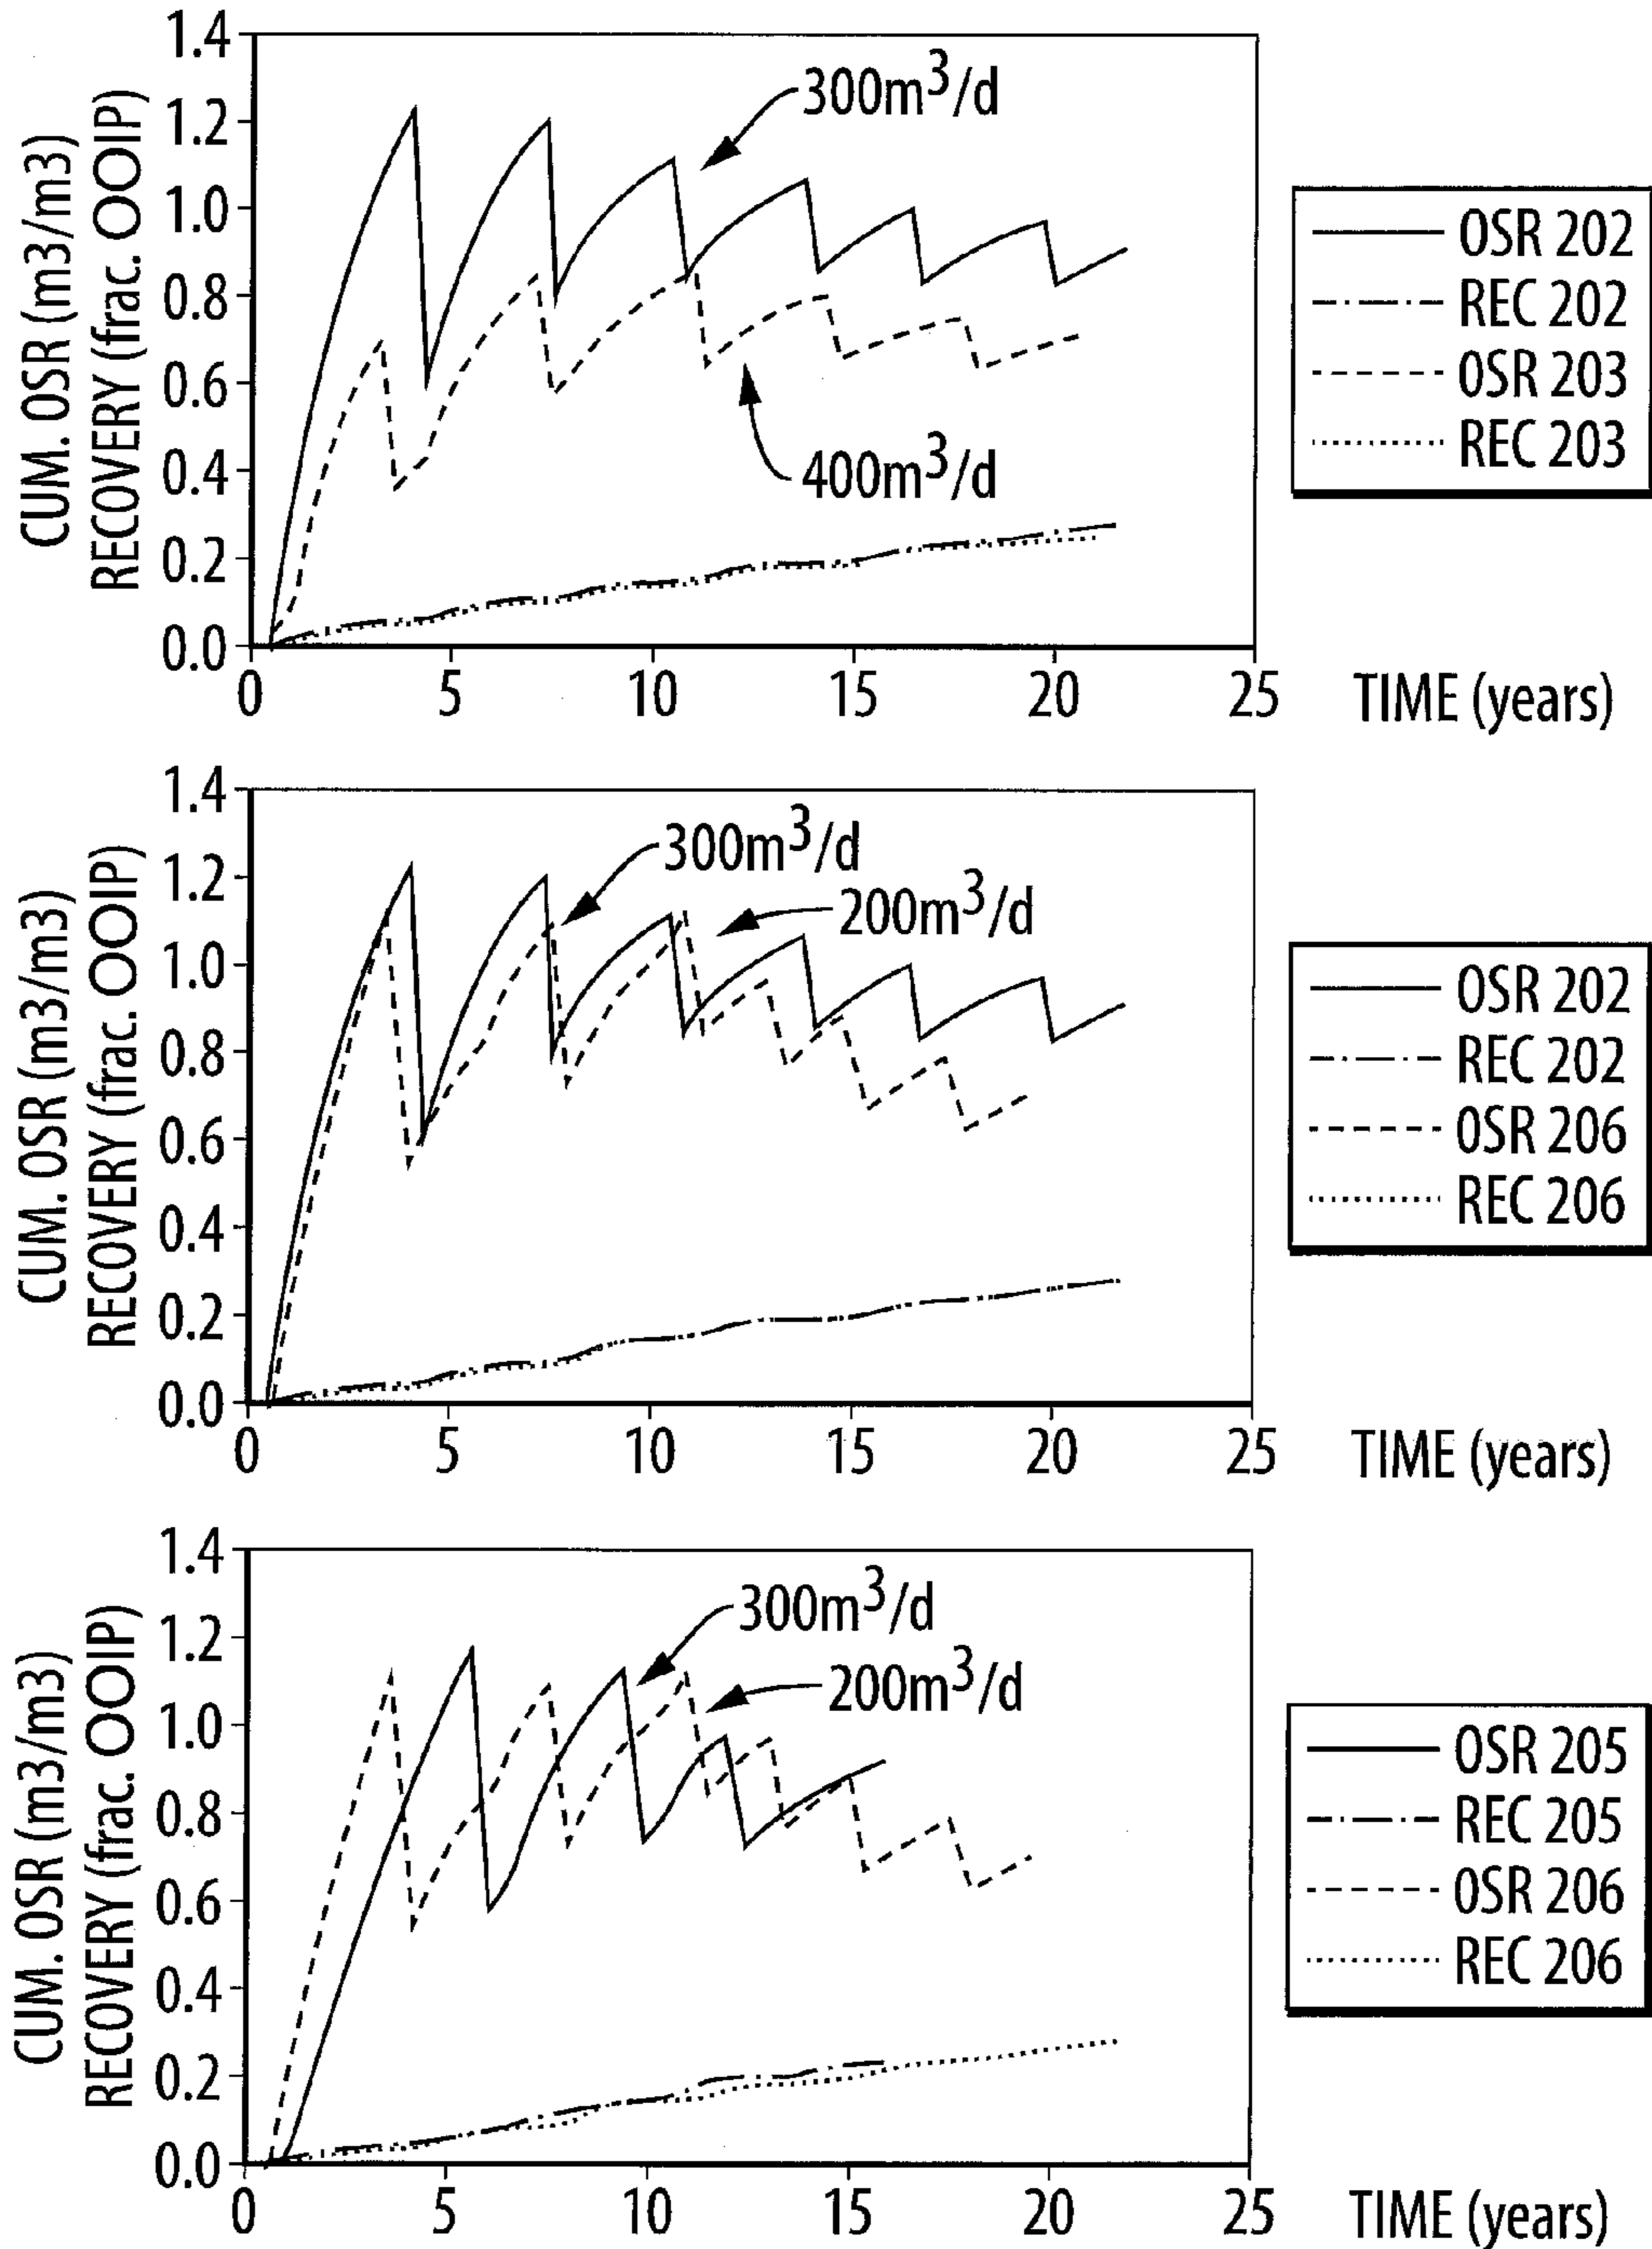 CUM. OSR (m3/m3)
RECOVERY (frac. OOIP)
1.4
1.2
1.0
0.8
0.6
0.4
0.2
0.0
300m³/d
400m³/d
0 5 10 15 20 25
TIME (years)
OSR 202
REC 202
OSR 203
REC 203
CUM. OSR (m3/m3)
RECOVERY (frac. OOIP)
1.4
1.2
1.0
0.8
0.6
0.4
0.2
0.0
300m³/d
200m³/d
0 5 10 15 20 25
TIME (years)
OSR 202
REC 202
OSR 206
REC 206
CUM. OSR (m3/m3)
RECOVERY (frac. OOIP)
1.4
1.2
1.0
0.8
0.6
0.4
0.2
0.0
300m³/d
200m³/d
0 5 10 15 20 25
TIME (years)
OSR 205
REC 205
OSR 206
REC 206